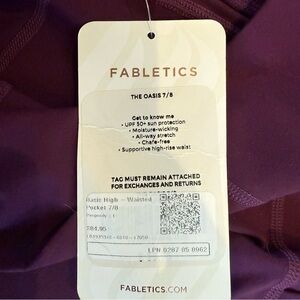 FABLETICS
THE OASIS 7/8
Get to know me
• UPF 50+ sun protection
• Moisture-wicking
• All-way stretch
• Chafe-free
• Supportive high-rise waist
TAG MUST REMAIN ATTACHED
FOR EXCHANGES AND RETURNS
Oasis High - Waisted
Pocket 7/8
$84.95
LPN 0287 05 0962
FABLETICS.COM